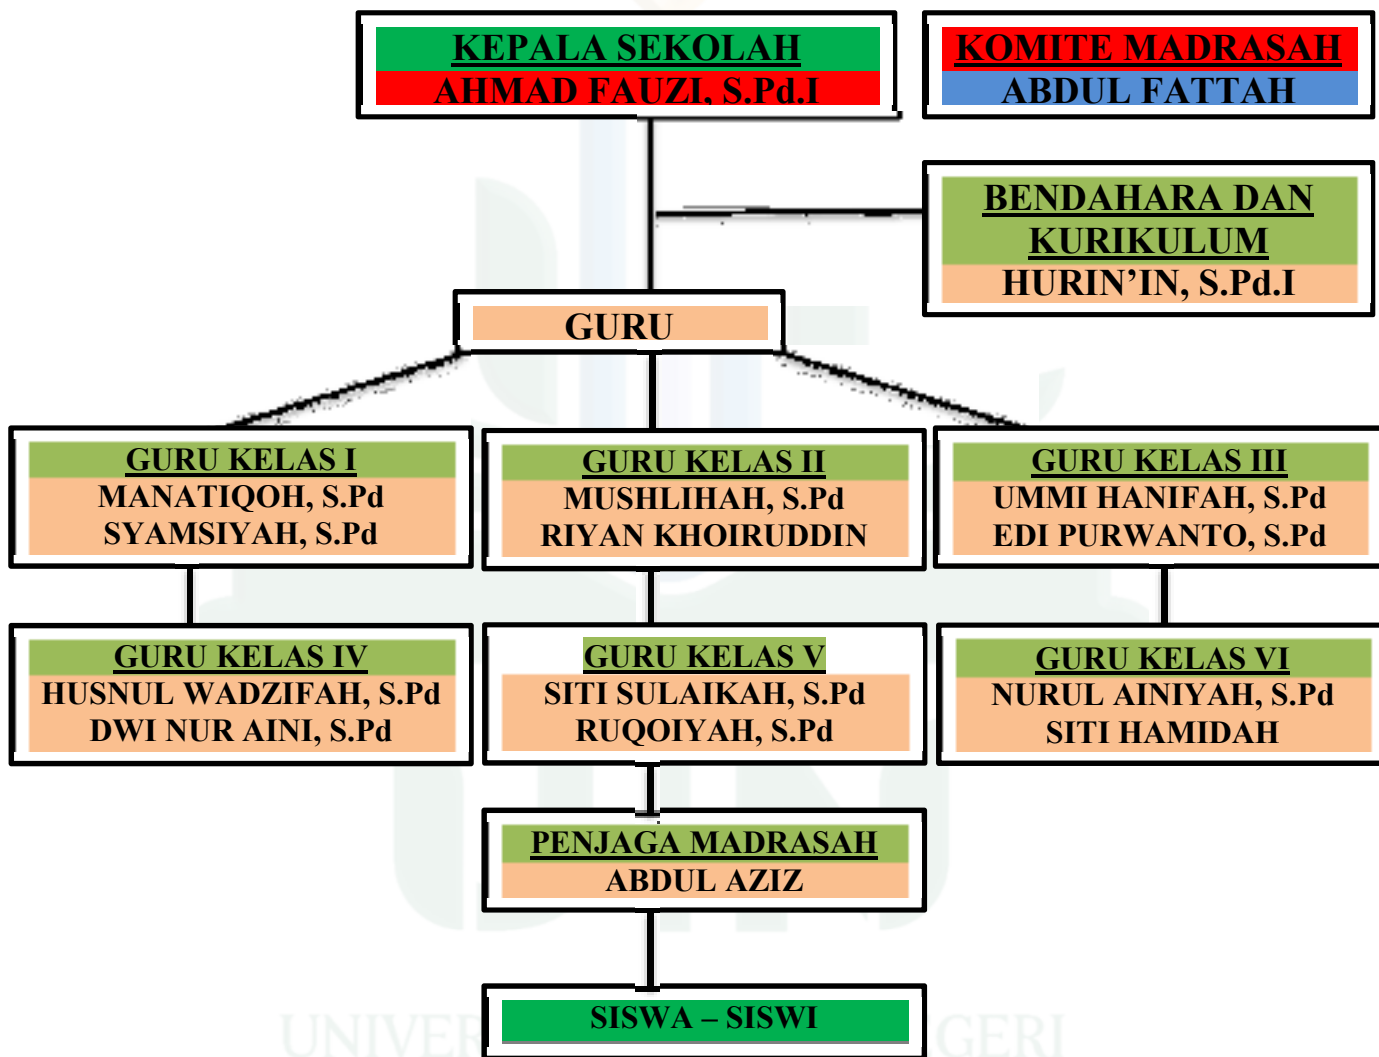 KEPALA SEKOLAH
AHMAD FAUZI, S.Pd.I
KOMITE MADRASAH
ABDUL FATTAH
BENDAHARA DAN
KURIKULUM
HURIN’IN, S.Pd.I
GURU
GURU KELAS I
MANATIQOH, S.Pd
SYAMSIYAH, S.Pd
GURU KELAS II
MUSHLIHAH, S.Pd
RIYAN KHOIRUDDIN
GURU KELAS III
UMMI HANIFAH, S.Pd
EDI PURWANTO, S.Pd
GURU KELAS IV
HUSNUL WADZIFAH, S.Pd
DWI NUR AINI, S.Pd
GURU KELAS V
SITI SULAIKAH, S.Pd
RUQOIYAH, S.Pd
GURU KELAS VI
NURUL AINIYAH, S.Pd
SITI HAMIDAH
PENJAGA MADRASAH
ABDUL AZIZ
SISWA – SISWI